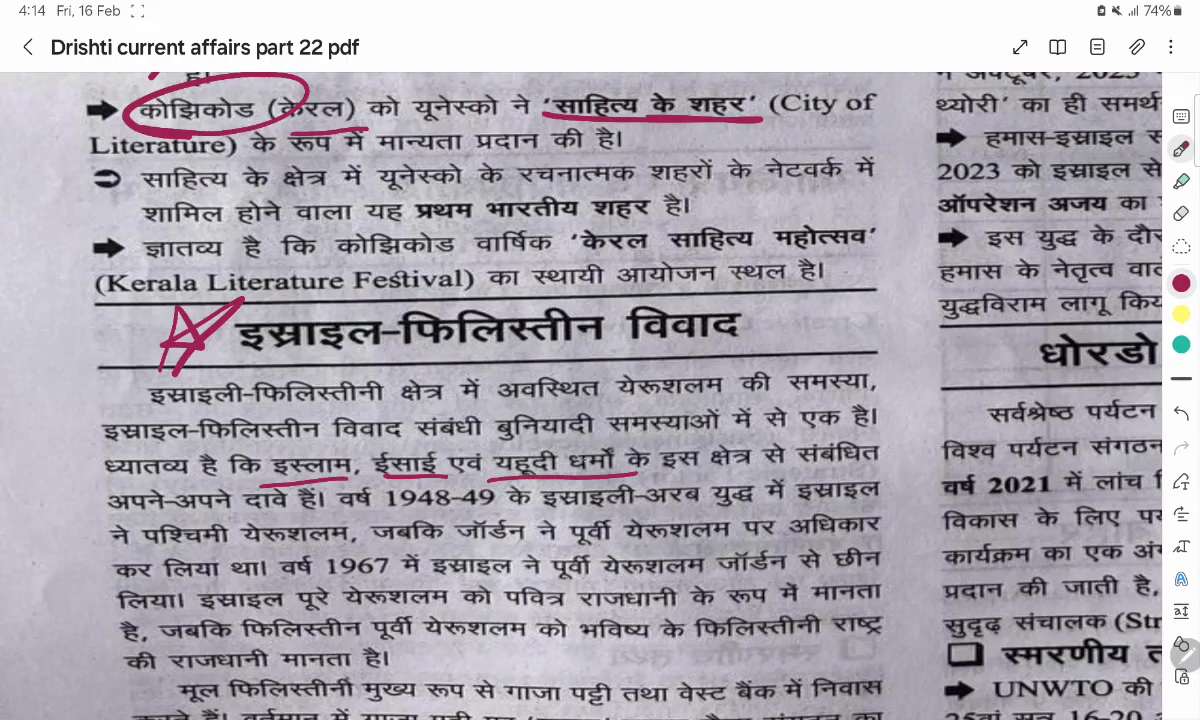 4:14 Fri, 16 Feb
74%
Drishti current affairs part 22 pdf
है।
➡ कोझिकोड (केरल) को यूनेस्को ने 'साहित्य के शहर' (City of
Literature) के रूप में मान्यता प्रदान की है।
➲ साहित्य के क्षेत्र में यूनेस्को के रचनात्मक शहरों के नेटवर्क में
शामिल होने वाला यह प्रथम भारतीय शहर है।
➡ ज्ञातव्य है कि कोझिकोड वार्षिक 'केरल साहित्य महोत्सव'
(Kerala Literature Festival) का स्थायी आयोजन स्थल है।
इस्राइल-फिलिस्तीन विवाद
इस्राइली-फिलिस्तीनी क्षेत्र में अवस्थित येरूशलम की समस्या,
इस्राइल-फिलिस्तीन विवाद संबंधी बुनियादी समस्याओं में से एक है।
ध्यातव्य है कि इस्लाम, ईसाई एवं यहूदी धर्मों के इस क्षेत्र से संबंधित
अपने-अपने दावे हैं। वर्ष 1948-49 के इस्राइली-अरब युद्ध में इस्राइल
ने पश्चिमी येरूशलम, जबकि जॉर्डन ने पूर्वी येरूशलम पर अधिकार
कर लिया था। वर्ष 1967 में इस्राइल ने पूर्वी येरूशलम जॉर्डन से छीन
लिया। इस्राइल पूरे येरूशलम को पवित्र राजधानी के रूप में मानता
है, जबकि फिलिस्तीन पूर्वी येरूशलम को भविष्य के फिलिस्तीनी राष्ट्र
की राजधानी मानता है।
मूल फिलिस्तीनी मुख्य रूप से गाजा पट्टी तथा वेस्ट बैंक में निवास
थ्योरी' का ही समर्थ
➡ हमास-इस्राइल स
2023 को इस्राइल से
ऑपरेशन अजय का
➡ इस युद्ध के दौर
हमास के नेतृत्व वाट
युद्धविराम लागू किय
धोरडो
सर्वश्रेष्ठ पर्यटन
विश्व पर्यटन संगठन
वर्ष 2021 में लांच
विकास के लिए पर
कार्यक्रम का एक अं
प्रदान की जाती है,
सुदृढ़ संचालक (Str
❑ स्मरणीय त
➡ UNWTO की